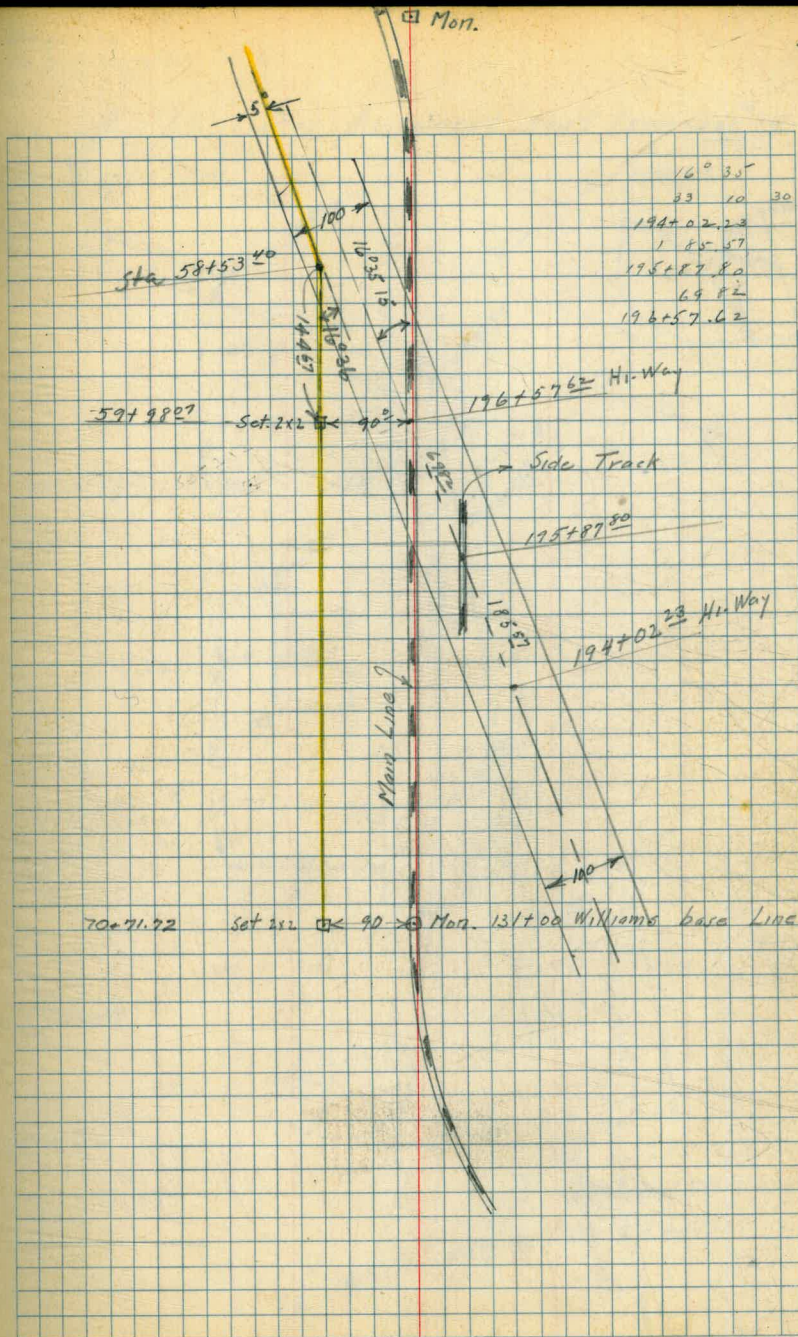 Mon.
5
16° 35
33 10 30
194+02.23
1 85.57
195+87.80
69 82
196+57.62
100
16°35 15
Sta 58+53 40
16°36
144 67
59+98 07
Set. 2x2
90 0
196+57 62 Hi-Way
69 82
Side Track
195+87 80
185 57
194+02 23 Hi-Way
Main Line
100
70+71.72 Set 2x2 90 Mon. 131+00 Williams base Line